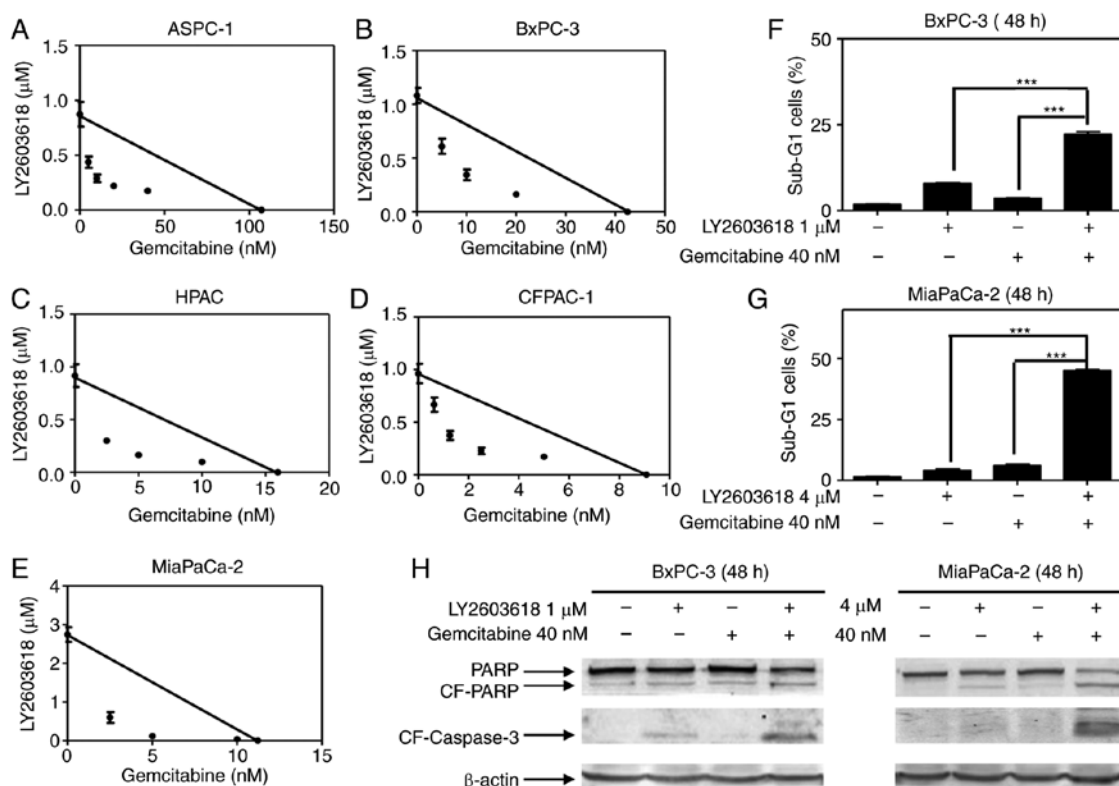 A
ASPC-1
LY2603618 (μM)
1.5
1.0
0.5
0.0
0
50
100
150
Gemcitabine (nM)
B
BxPC-3
LY2603618 (μM)
1.5
1.0
0.5
0.0
0
10
20
30
40
50
Gemcitabine (nM)
C
HPAC
LY2603618 (μM)
1.5
1.0
0.5
0.0
0
5
10
15
20
Gemcitabine (nM)
D
CFPAC-1
LY2603618 (μM)
1.5
1.0
0.5
0.0
0
2
4
6
8
10
Gemcitabine (nM)
E
MiaPaCa-2
LY2603618 (μM)
4
3
2
1
0
0
5
10
15
Gemcitabine (nM)
F
BxPC-3 ( 48 h)
Sub-G1 cells (%)
50
25
0
***
***
LY2603618 1 μM − + − +
Gemcitabine 40 nM − − + +
G
MiaPaCa-2 (48 h)
Sub-G1 cells (%)
50
25
0
***
***
LY2603618 4 μM − + − +
Gemcitabine 40 nM − − + +
H
BxPC-3 (48 h)
MiaPaCa-2 (48 h)
LY2603618 1 μM − + − + 4 μM − + − +
Gemcitabine 40 nM − − + + 40 nM − − + +
PARP
CF-PARP
CF-Caspase-3
β-actin